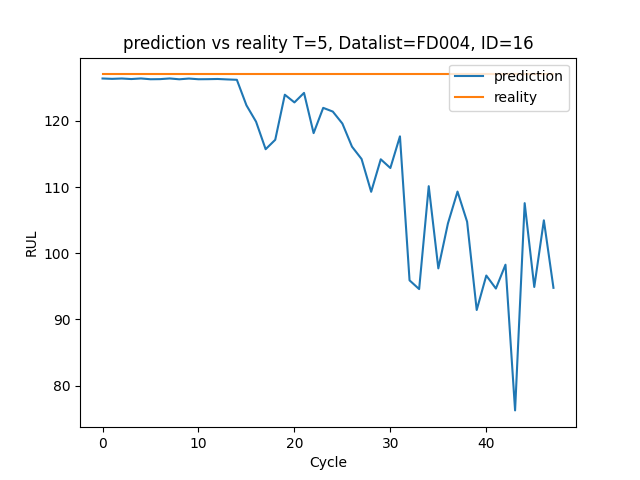 prediction vs reality T=5, Datalist=FD004, ID=16
prediction
reality
120
110
100
90
80
RUL
0 10 20 30 40
Cycle